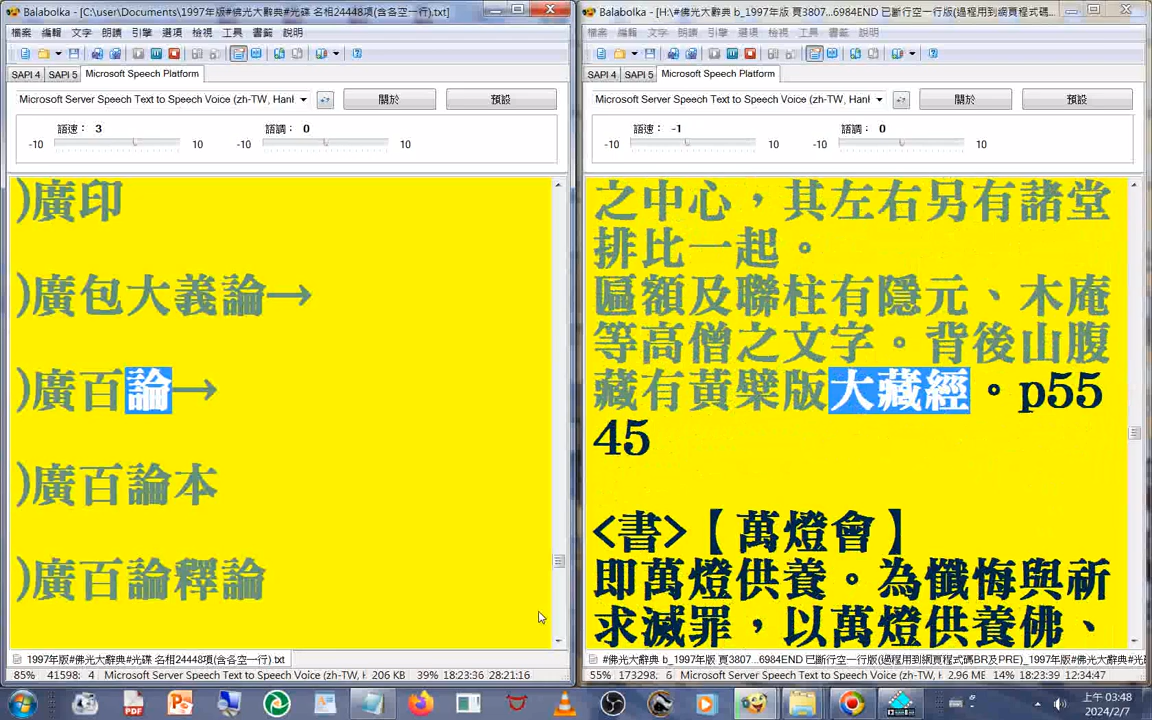 Balabolka - [C:\user\Documents\1997年版#佛光大辭典#光碟 名相24448項(含各空一行).txt]
檔案 編輯 文字 朗讀 引擎 選項 檢視 工具 書籤 說明
SAPI 4 SAPI 5 Microsoft Speech Platform
Microsoft Server Speech Text to Speech Voice (zh-TW, Hanl
關於 預設
語速： 3 語調： 0
-10 10 -10 10
)廣印
)廣包大義論→
)廣百論→
)廣百論本
)廣百論釋論
1997年版#佛光大辭典#光碟 名相24448項(含各空一行).txt
85% 41598: 4 Microsoft Server Speech Text to Speech Voice (zh-TW, H 206 KB 39% 18:23:36 28:21:16
Balabolka - [H:\#佛光大辭典 b_1997年版 頁3807...6984END 已斷行空一行版(過程用到網頁程式碼...
檔案 編輯 文字 朗讀 引擎 選項 檢視 工具 書籤 說明
SAPI 4 SAPI 5 Microsoft Speech Platform
Microsoft Server Speech Text to Speech Voice (zh-TW, Hanl
關於 預設
語速： -1 語調： 0
-10 10 -10 10
之中心，其左右另有諸堂
排比一起。
匾額及聯柱有隱元、木庵
等高僧之文字。背後山腹
藏有黃檗版大藏經。p55
45
<書>【萬燈會】
即萬燈供養。為懺悔與祈
求滅罪，以萬燈供養佛、
#佛光大辭典 b_1997年版 頁3807...6984END 已斷行空一行版(過程用到網頁程式碼BR及PRE)_1997年版#佛光
55% 173298: 6 Microsoft Server Speech Text to Speech Voice (zh-TW, H 2.96 ME 14% 18:23:39 12:34:47
上午 03:48
2024/2/7